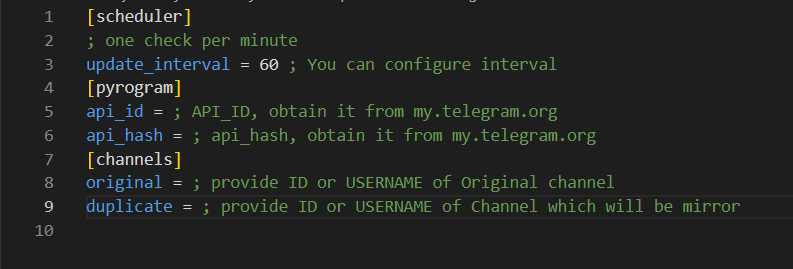 1 [scheduler]
2 ; one check per minute
3 update_interval = 60 ; You can configure interval
4 [pyrogram]
5 api_id = ; API_ID, obtain it from my.telegram.org
6 api_hash = ; api_hash, obtain it from my.telegram.org
7 [channels]
8 original = ; provide ID or USERNAME of Original channel
9 duplicate = ; provide ID or USERNAME of Channel which will be mirror
10